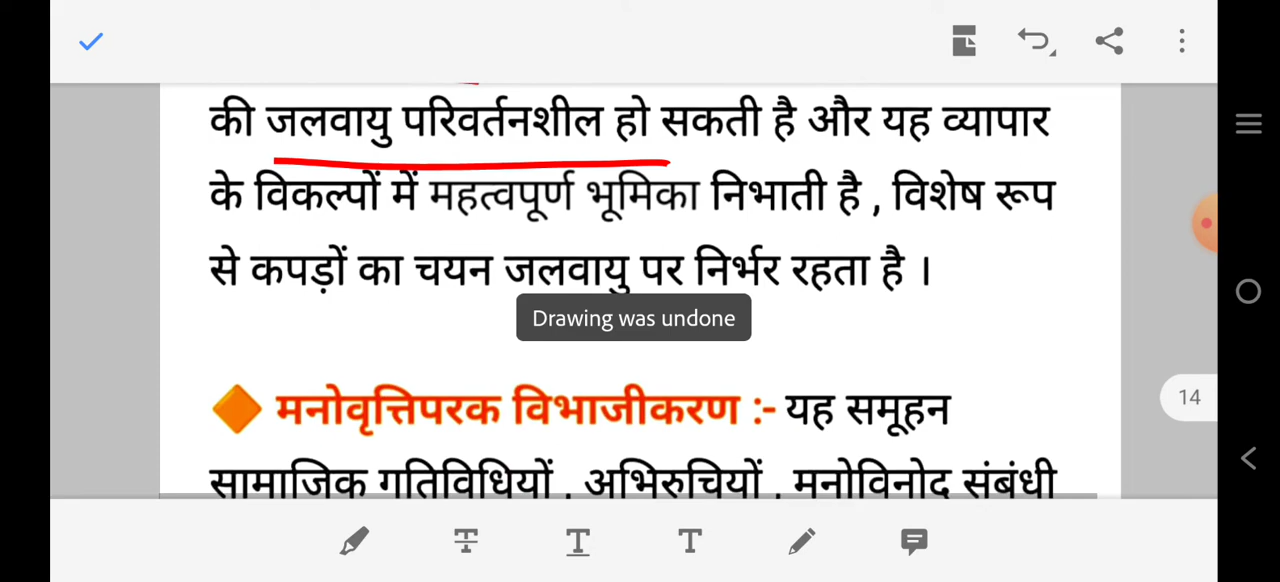 की जलवायु परिवर्तनशील हो सकती है और यह व्यापार
के विकल्पों में महत्वपूर्ण भूमिका निभाती है , विशेष रूप
से कपड़ों का चयन जलवायु पर निर्भर रहता है ।
Drawing was undone
14
मनोवृत्तिपरक विभाजीकरण :- यह समूहन
सामाजिक गतिविधियों , अभिरुचियों , मनोविनोद संबंधी
T T T